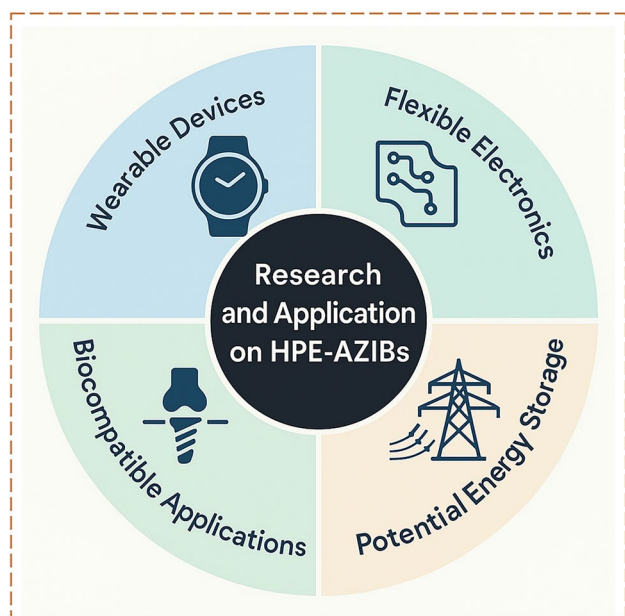 Wearable Devices
Flexible Electronics
Research
and Application
on HPE-AZIBs
Biocompatible Applications
Potential Energy Storage